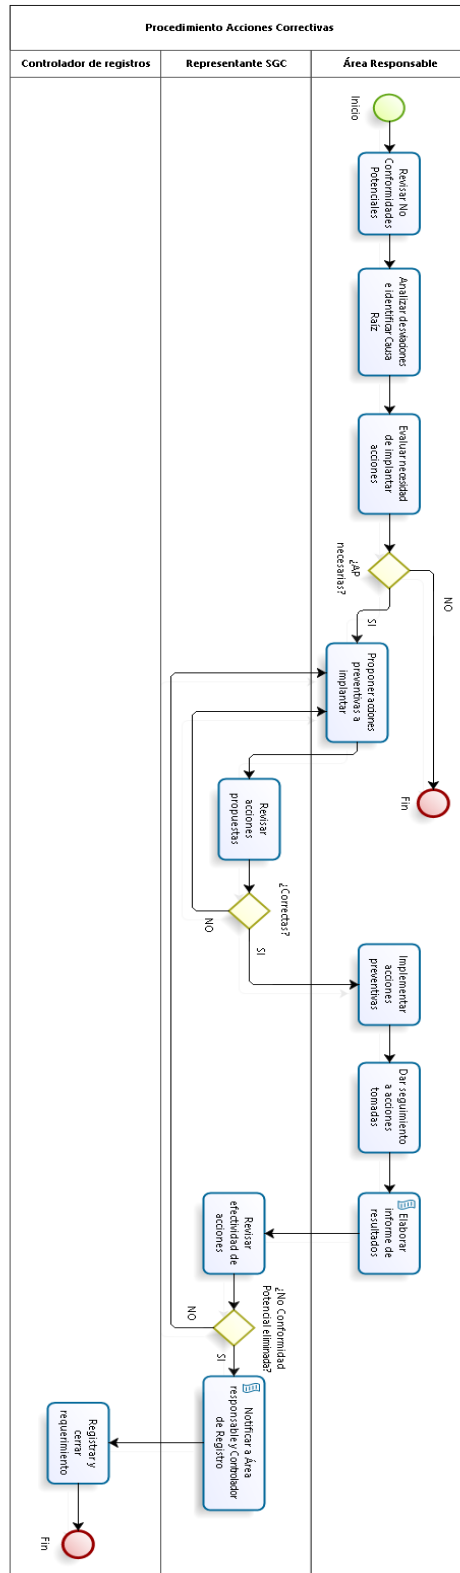 Procedimiento Acciones Correctivas
Controlador de registros
Representante SGC
Área Responsable
Inicio
Revisar No
Conformidades
Potenciales
Analizar desviaciones
e identificar Causa
Raíz
Evaluar necesidad
de implantar
acciones
¿AP
necesarias?
NO
SI
Fin
Proponer acciones
preventivas a
implantar
Revisar
acciones
propuestas
¿Correctas?
NO
SI
Implementar
acciones
preventivas
Dar seguimiento
a acciones
tomadas
Elaborar
informe de
resultados
Revisar
efectividad de
acciones
¿No Conformidad
Potencial eliminada?
NO
SI
Notificar a Área
responsable y Controlador
de Registro
Registrar y
cerrar
requerimiento
Fin